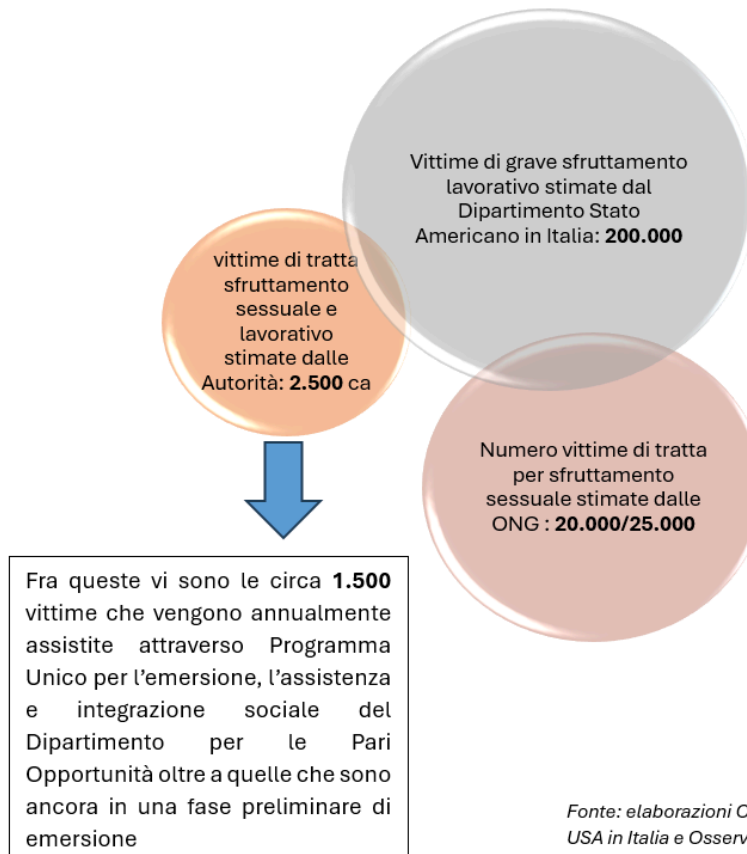 Vittime di grave sfruttamento
lavorativo stimate dal
Dipartimento Stato
Americano in Italia: 200.000
vittime di tratta
sfruttamento
sessuale e
lavorativo
stimate dalle
Autorità: 2.500 ca
Numero vittime di tratta
per sfruttamento
sessuale stimate dalle
ONG : 20.000/25.000
Fra queste vi sono le circa 1.500
vittime che vengono annualmente
assistite attraverso Programma
Unico per l’emersione, l’assistenza
e integrazione sociale del
Dipartimento per le Pari
Opportunità oltre a quelle che sono
ancora in una fase preliminare di
emersione
Fonte: elaborazioni
USA in Italia e